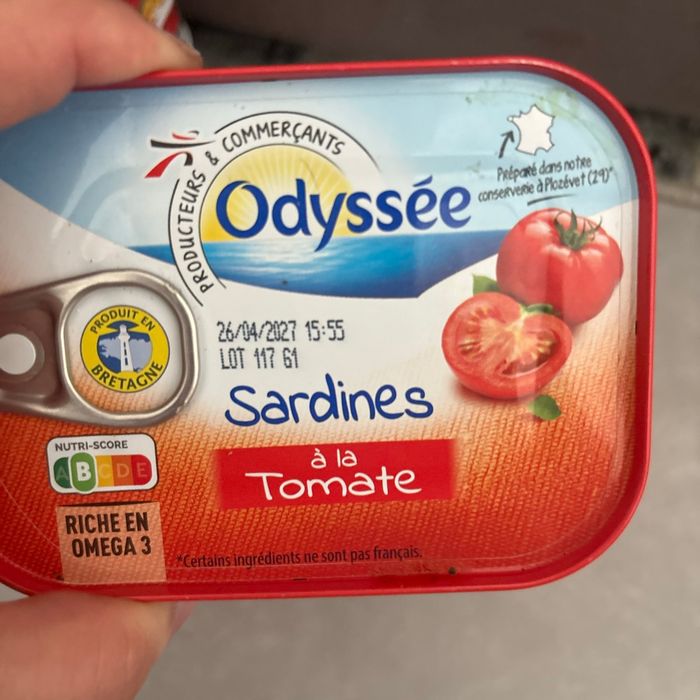 PRODUCTEURS & COMMERÇANTS
Odyssée
Préparé dans notre
conserverie à Plozévet (29)*
PRODUIT EN
BRETAGNE
26/04/2027 15:55
LOT 117 61
Sardines
à la
Tomate
NUTRI-SCORE
A B C D E
RICHE EN
OMEGA 3
*Certains ingrédients ne sont pas français.